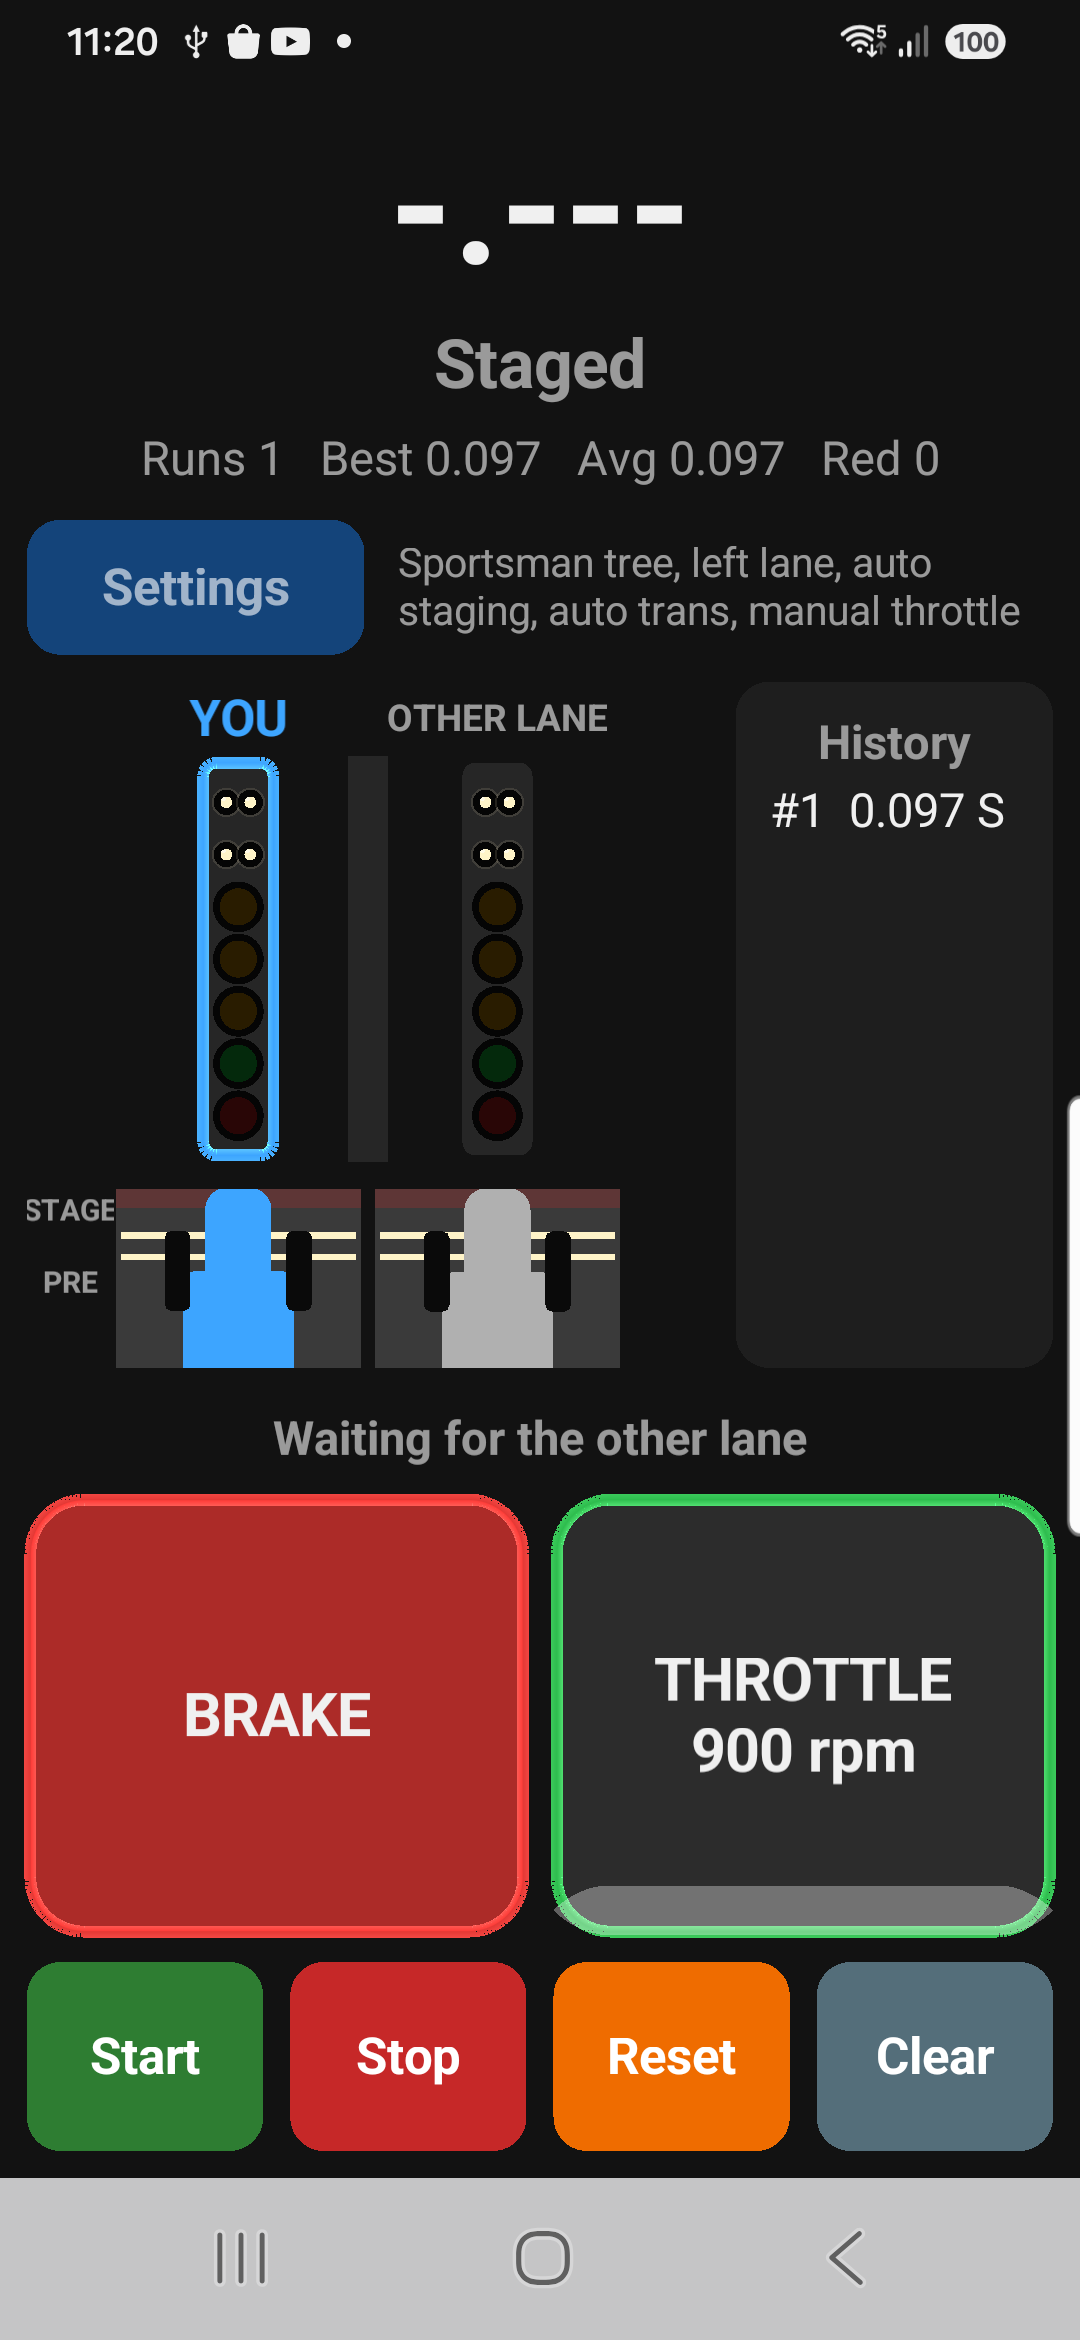 11:20
5
100
-.---
Staged
Runs 1 Best 0.097 Avg 0.097 Red 0
Settings
Sportsman tree, left lane, auto
staging, auto trans, manual throttle
YOU
OTHER LANE
History
#1 0.097 S
STAGE
PRE
Waiting for the other lane
BRAKE
THROTTLE
900 rpm
Start
Stop
Reset
Clear